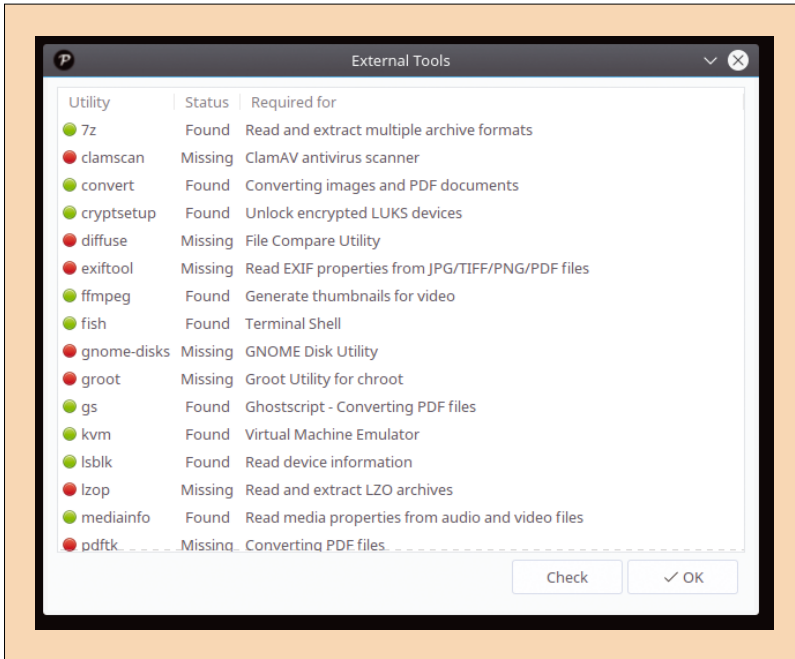 External Tools
Utility Status Required for
7z Found Read and extract multiple archive formats
clamscan Missing ClamAV antivirus scanner
convert Found Converting images and PDF documents
cryptsetup Found Unlock encrypted LUKS devices
diffuse Missing File Compare Utility
exiftool Missing Read EXIF properties from JPG/TIFF/PNG/PDF files
ffmpeg Found Generate thumbnails for video
fish Found Terminal Shell
gnome-disks Missing GNOME Disk Utility
groot Missing Groot Utility for chroot
gs Found Ghostscript - Converting PDF files
kvm Found Virtual Machine Emulator
lsblk Found Read device information
lzop Missing Read and extract LZO archives
mediainfo Found Read media properties from audio and video files
pdftk Missing Converting PDF files
Check OK